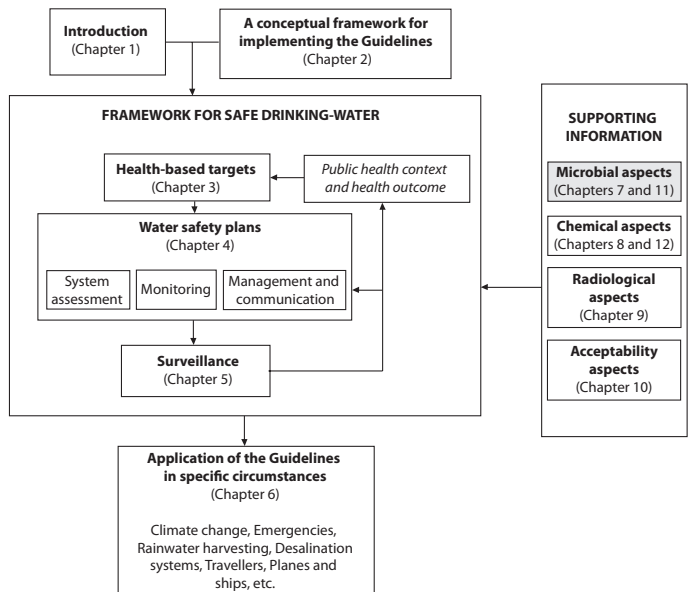 Introduction
(Chapter 1)
A conceptual framework for
implementing the Guidelines
(Chapter 2)
FRAMEWORK FOR SAFE DRINKING-WATER
Health-based targets
(Chapter 3)
Public health context
and health outcome
Water safety plans
(Chapter 4)
System
assessment
Monitoring
Management and
communication
Surveillance
(Chapter 5)
SUPPORTING
INFORMATION
Microbial aspects
(Chapters 7 and 11)
Chemical aspects
(Chapters 8 and 12)
Radiological
aspects
(Chapter 9)
Acceptability
aspects
(Chapter 10)
Application of the Guidelines
in specific circumstances
(Chapter 6)
Climate change, Emergencies,
Rainwater harvesting, Desalination
systems, Travellers, Planes and
ships, etc.